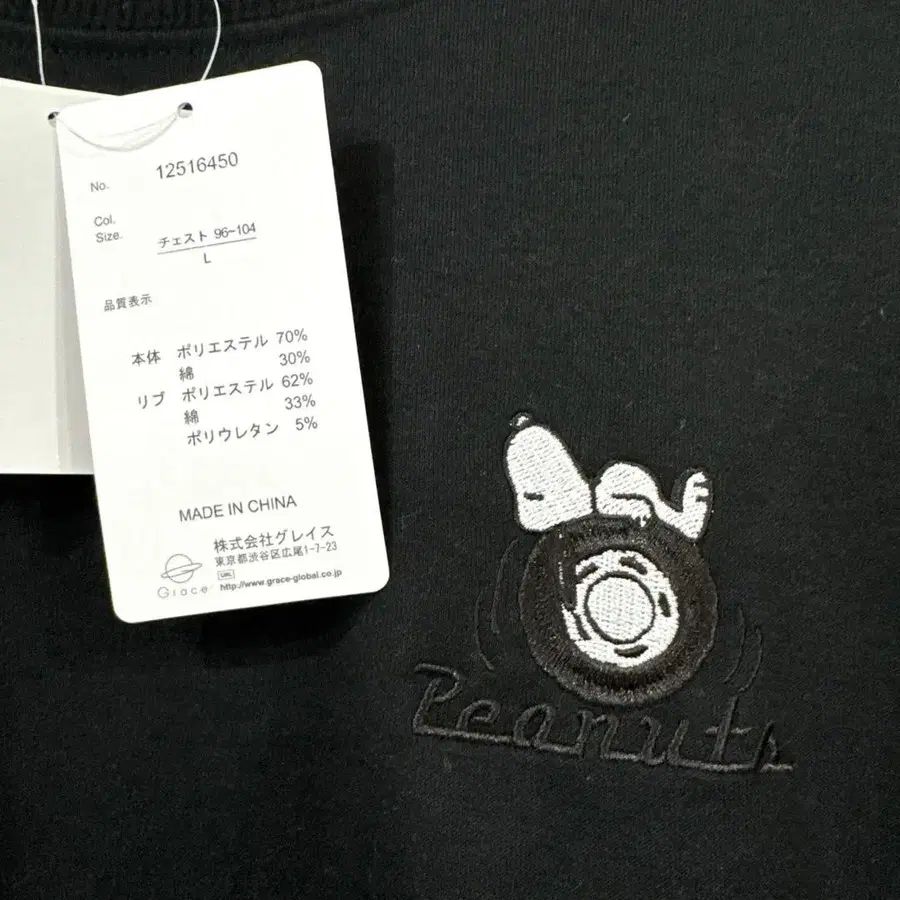 No. 12516450
Col.
Size. チェスト 96-104
L
品質表示
本体 ポリエステル 70%
綿 30%
リブ ポリエステル 62%
綿 33%
ポリウレタン 5%
MADE IN CHINA
株式会社グレイス
東京都渋谷区広尾1-7-23
Grace URL http://www.grace-global.co.jp
Peanuts